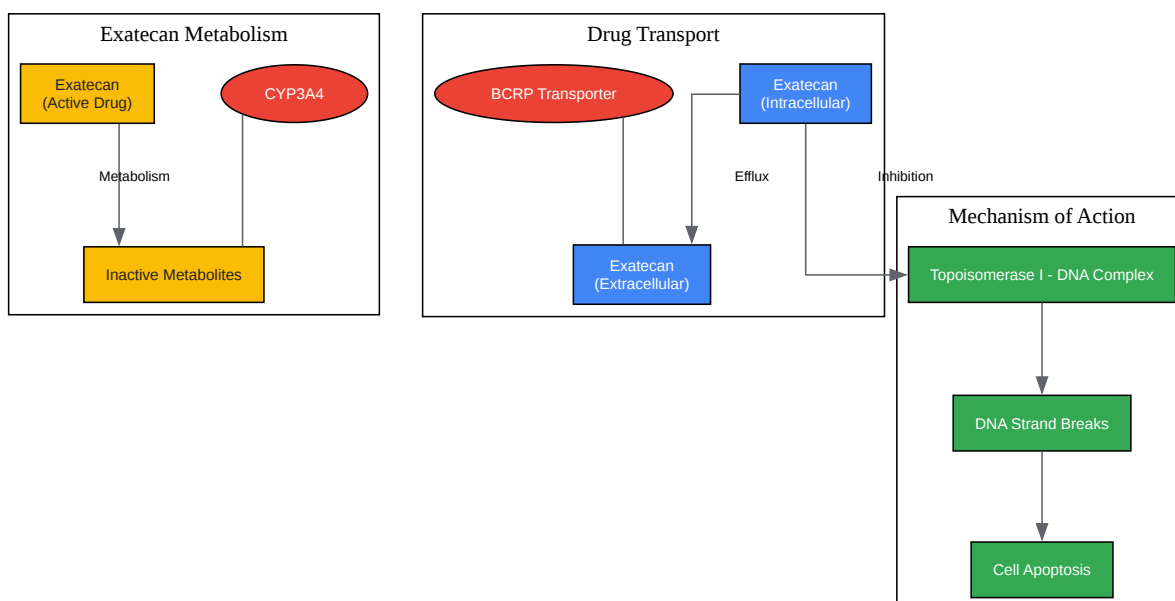 Exatecan Metabolism
Exatecan
(Active Drug)
CYP3A4
Metabolism
Inactive Metabolites
Drug Transport
BCRP Transporter
Exatecan
(Intracellular)
Efflux
Inhibition
Exatecan
(Extracellular)
Mechanism of Action
Topoisomerase I - DNA Complex
DNA Strand Breaks
Cell Apoptosis